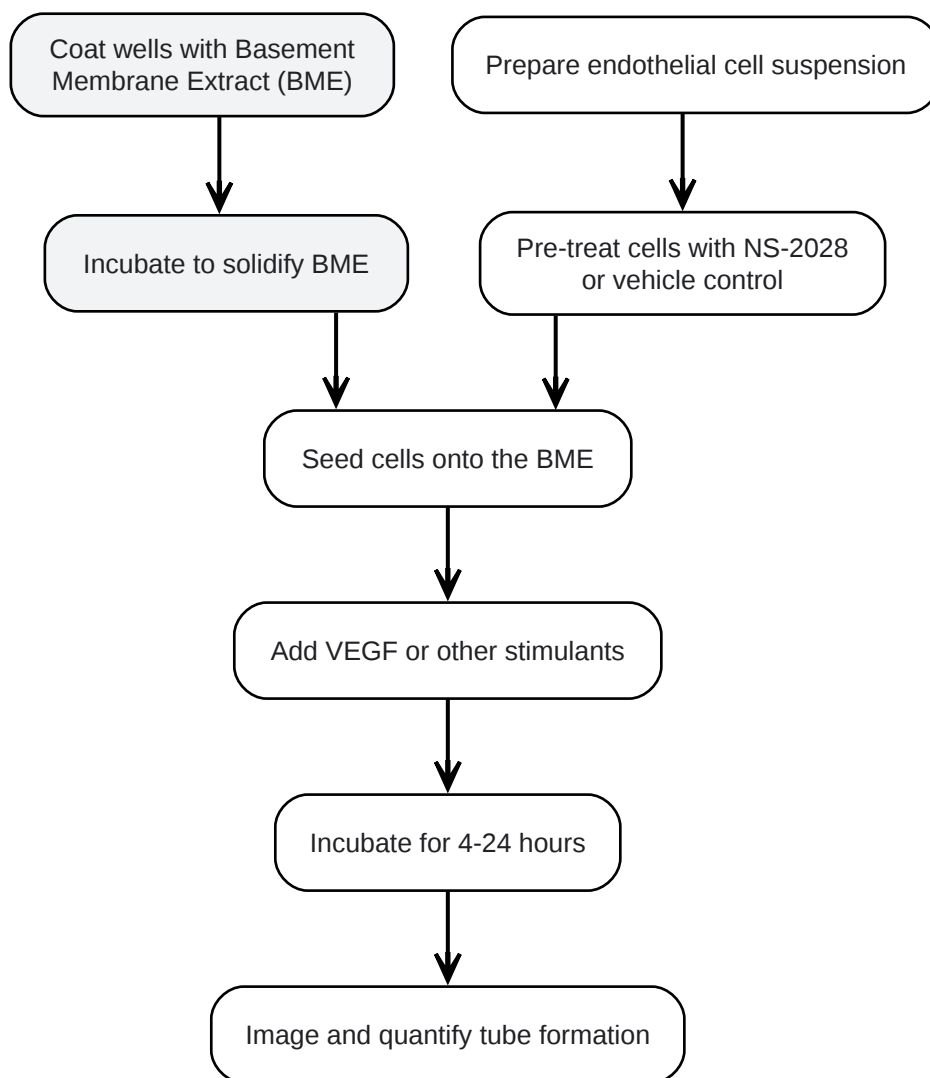 Coat wells with Basement
Membrane Extract (BME)
Prepare endothelial cell suspension
Incubate to solidify BME
Pre-treat cells with NS-2028
or vehicle control
Seed cells onto the BME
Add VEGF or other stimulants
Incubate for 4-24 hours
Image and quantify tube formation